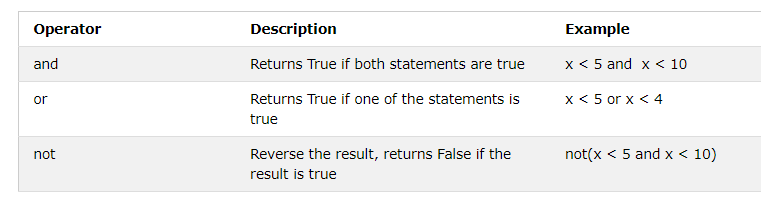 Operator Description Example
and Returns True if both statements are true x < 5 and  x < 10
or Returns True if one of the statements is x < 5 or x < 4
true
not Reverse the result, returns False if the not(x < 5 and x < 10)
result is true